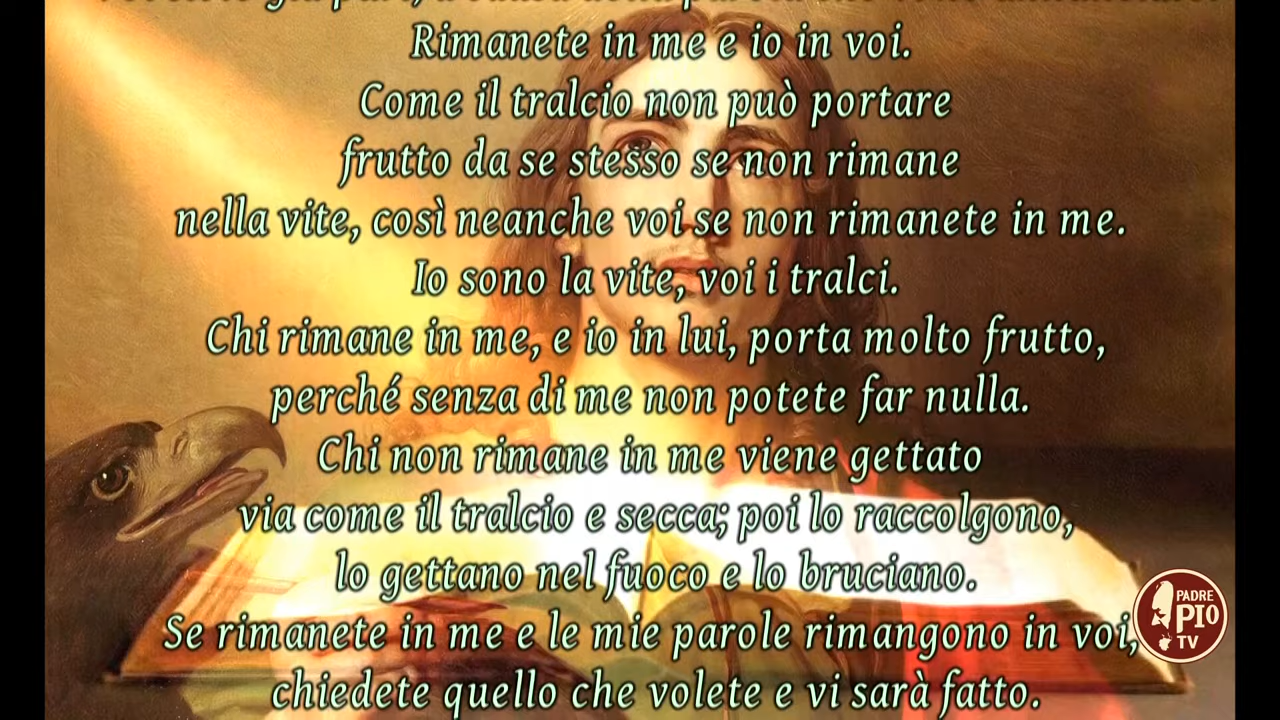 Rimanete in me e io in voi.
Come il tralcio non può portare
frutto da se stesso se non rimane
nella vite, così neanche voi se non rimanete in me.
Io sono la vite, voi i tralci.
Chi rimane in me, e io in lui, porta molto frutto,
perché senza di me non potete far nulla.
Chi non rimane in me viene gettato
via come il tralcio e secca; poi lo raccolgono,
lo gettano nel fuoco e lo bruciano.
Se rimanete in me e le mie parole rimangono in voi,
chiedete quello che volete e vi sarà fatto.
PADRE
PIO
TV